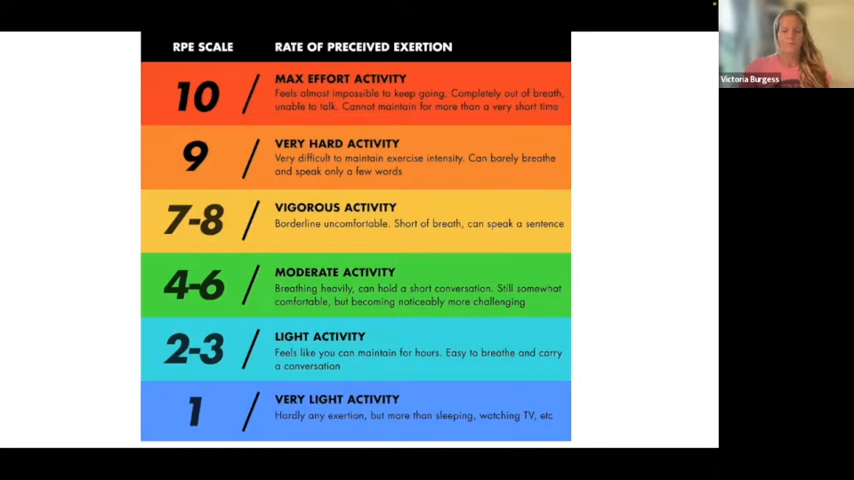 RPE SCALE RATE OF PRECEIVED EXERTION
10 / MAX EFFORT ACTIVITY
Feels almost impossible to keep going. Completely out of breath,
unable to talk. Cannot maintain for more than a very short time
9 / VERY HARD ACTIVITY
Very difficult to maintain exercise intensity. Can barely breathe
and speak only a few words
7-8 / VIGOROUS ACTIVITY
Borderline uncomfortable. Short of breath, can speak a sentence
4-6 / MODERATE ACTIVITY
Breathing heavily, can hold a short conversation. Still somewhat
comfortable, but becoming noticeably more challenging
2-3 / LIGHT ACTIVITY
Feels like you can maintain for hours. Easy to breathe and carry
a conversation
1 / VERY LIGHT ACTIVITY
Hardly any exertion, but more than sleeping, watching TV, etc
Victoria Burgess